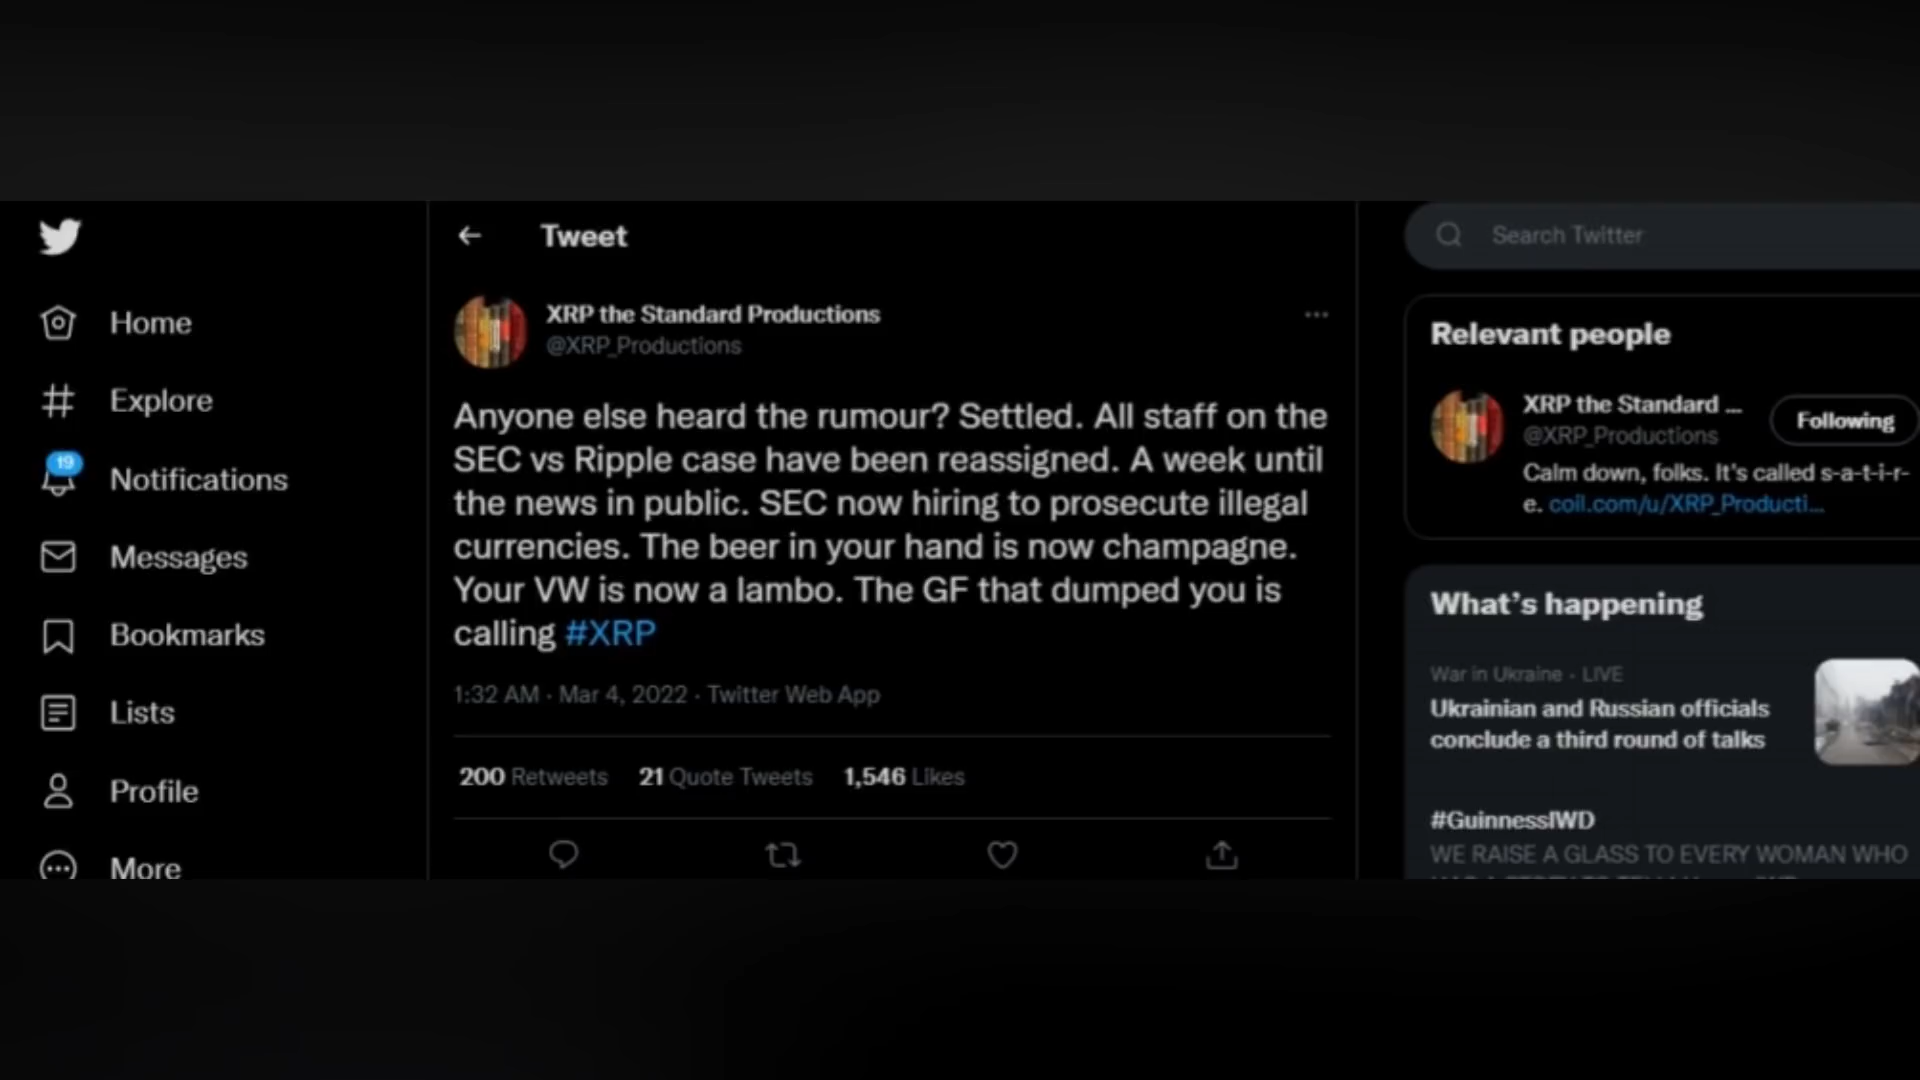 Tweet
Search Twitter
Home
Explore
19
Notifications
Messages
Bookmarks
Lists
Profile
More
XRP the Standard Productions
@XRP_Productions
Anyone else heard the rumour? Settled. All staff on the
SEC vs Ripple case have been reassigned. A week until
the news in public. SEC now hiring to prosecute illegal
currencies. The beer in your hand is now champagne.
Your VW is now a lambo. The GF that dumped you is
calling #XRP
1:32 AM · Mar 4, 2022 · Twitter Web App
200 Retweets 21 Quote Tweets 1,546 Likes
Relevant people
XRP the Standard ...
@XRP_Productions
Following
Calm down, folks. It's called s-a-t-i-r-
e. coil.com/u/XRP_Producti...
What's happening
War in Ukraine · LIVE
Ukrainian and Russian officials
conclude a third round of talks
#GuinnessIWD
WE RAISE A GLASS TO EVERY WOMAN WHO